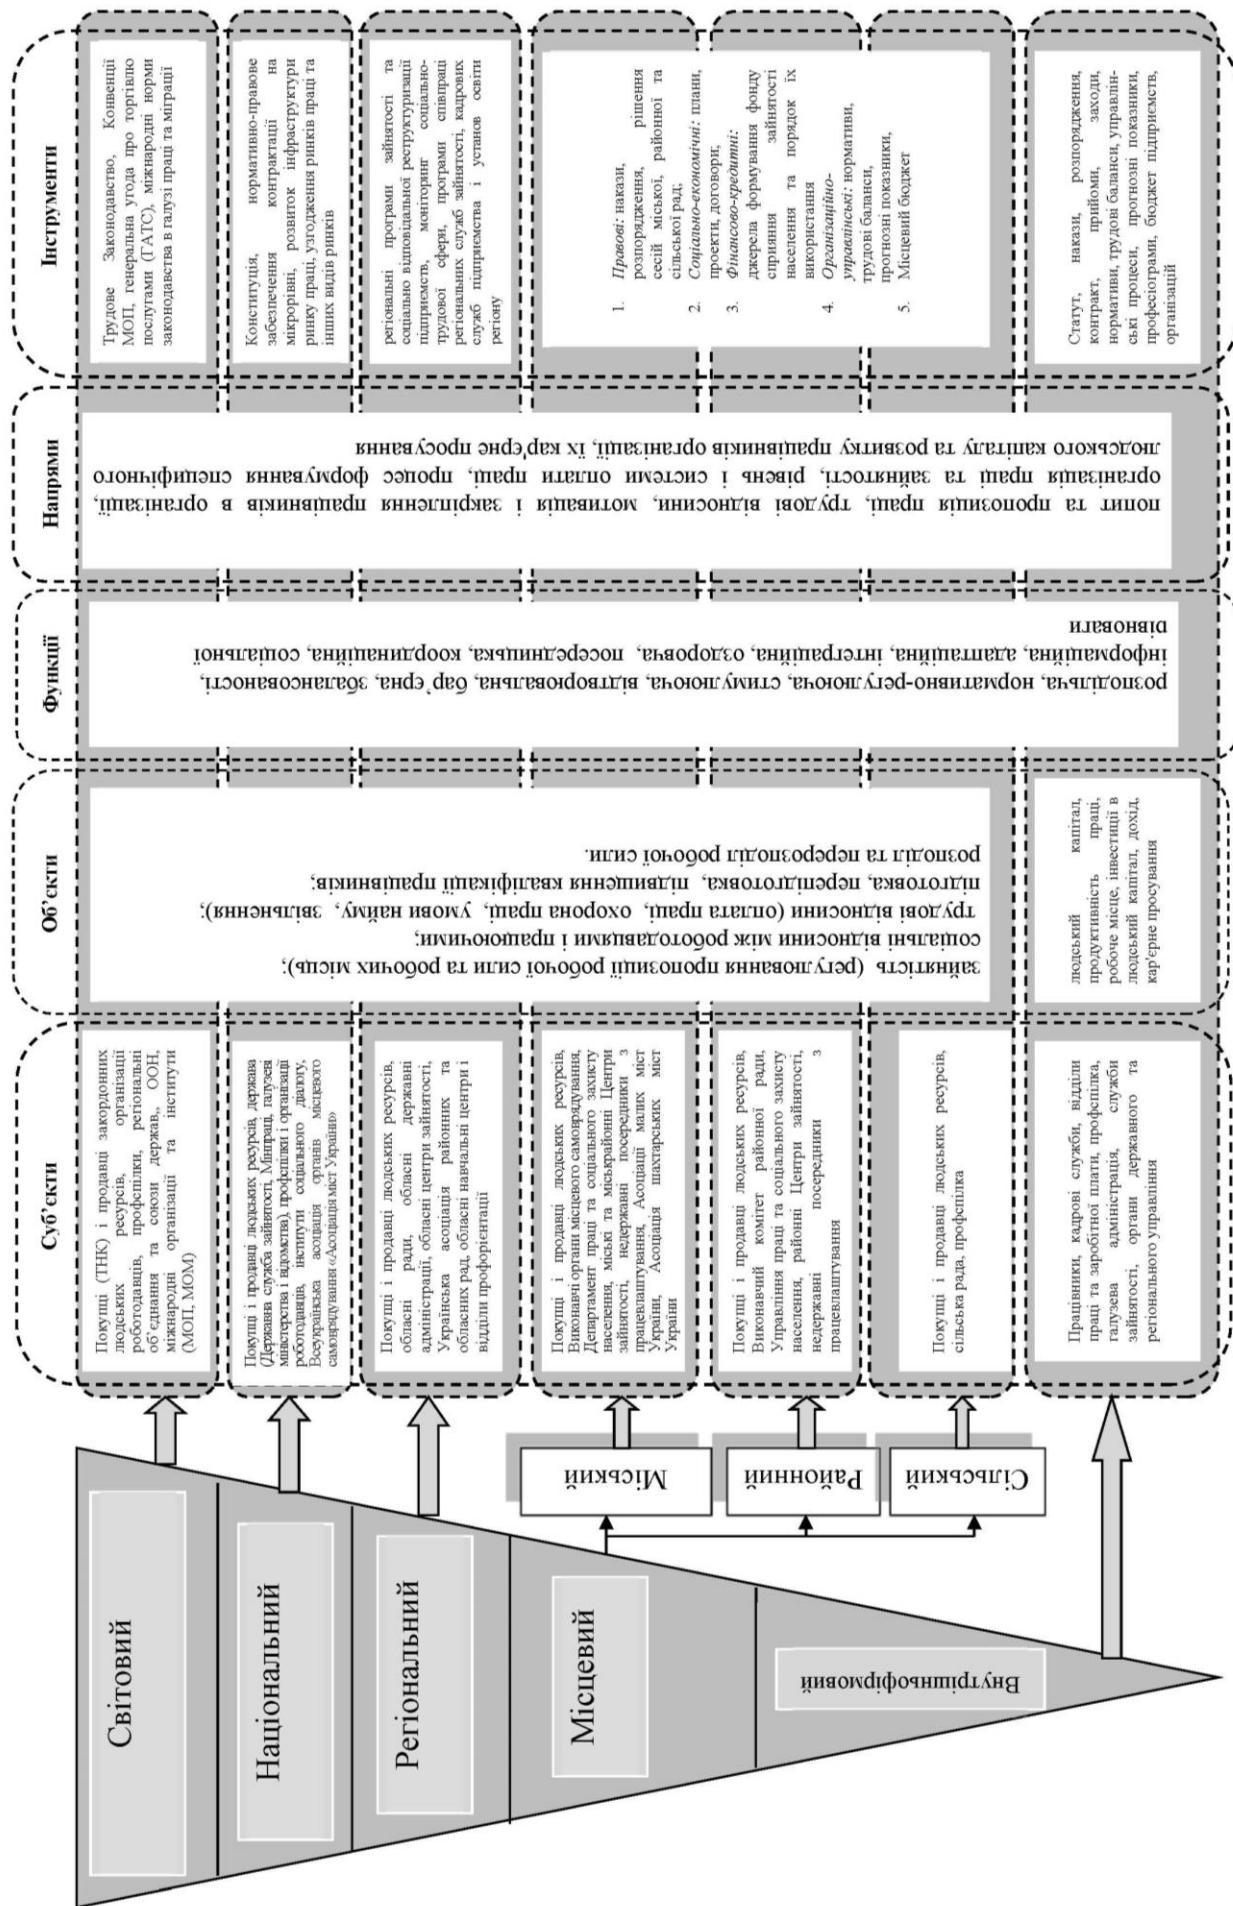 Суб’єкти
Об’єкти
Функції
Напрями
Інструменти
Світовий
Покупці (ТНК) і продавці закордонних
людських ресурсів, організації
роботодавців, профспілки, регіональні
об’єднання та союзи держав,, ООН,
міжнародні організації та інститути
(МОП, МОМ)
Трудове Законодавство, Конвенції
МОП, генеральна угода про торгівлю
послугами (ГАТС), міжнародні норми
законодавства в галузі праці та міграції
Національний
Покупці і продавці людських ресурсів, держава
(Державна служба зайнятості, Мінпраці, галузеві
міністерства і відомства), профспілки і організації
роботодавців, інститути соціального діалогу,
Всеукраїнська асоціація органів місцевого
самоврядування «Асоціація міст України»
Конституція, нормативно-правове
забезпечення контрактації на
мікрорівні, розвиток інфраструктури
ринку праці, узгодження ринків праці та
інших видів ринків
Регіональний
Покупці і продавці людських ресурсів,
обласні ради, обласні державні
адміністрації, обласні центри зайнятості,
Українська асоціація районних та
обласних рад, обласні навчальні центри і
відділи профорієнтації
регіональні програми зайнятості та
соціально відповідальної реструктуризації
підприємств, моніторинг соціально-
трудової сфери, програми співпраці
регіональних служб зайнятості, кадрових
служб підприємства і установ освіти
регіону
Місцевий
Міський
Покупці і продавці людських ресурсів,
Виконавчі органи місцевого самоврядування,
Департамент праці та соціального захисту
населення, міські та міськрайонні Центри
зайнятості, недержавні посередники з
працевлаштування, Асоціації малих міст
України, Асоціація шахтарських міст
України
Районний
Покупці і продавці людських ресурсів,
Виконавчий комітет районної ради,
Управління праці та соціального захисту
населення, районні Центри зайнятості,
недержавні посередники з
працевлаштування
Сільський
Покупці і продавці людських ресурсів,
сільська рада, профспілка
1. Правові: накази,
розпорядження, рішення
сесій міської, районної та
сільської рад;
2. Соціально-економічні: плани,
проекти, договори;
3. Фінансово-кредитні:
джерела формування фонду
сприяння зайнятості
населення та порядок їх
використання
4. Організаційно-
управлінські: нормативи,
трудові баланси,
прогнозні показники,
5. Місцевий бюджет
Внутрішньофірмовий
Працівники, кадрові служби, відділи
праці та заробітної плати, профспілка,
галузева адміністрація, служби
зайнятості, органи державного та
регіонального управління
людський капітал,
продуктивність праці,
робоче місце, інвестиції в
людський капітал, дохід,
кар'єрне просування
Статут, накази, розпорядження,
контракт, прийоми, заходи,
нормативи, трудові баланси, управлін-
ські процеси, прогнозні показники,
професіограми, бюджет підприємств,
організацій
зайнятість (регулювання пропозиції робочої сили та робочих місць);
соціальні відносини між роботодавцями і працюючими;
трудові відносини (оплата праці, охорона праці, умови найму, звільнення);
підготовка, перепідготовка, підвищення кваліфікації працівників;
розподіл та перерозподіл робочої сили.
розподільча, нормативно-регулююча, стимулююча, відтворювальна, бар’єрна, збалансованості,
інформаційна, адаптаційна, інтеграційна, оздоровча, посередницька, координаційна, соціальної
рівноваги
попит та пропозиція праці, трудові відносини, мотивація і закріплення працівників в організації,
організація праці та зайнятості, рівень і системи оплати праці, процес формування специфічного
людського капіталу та розвитку працівників організації, їх кар'єрне просування